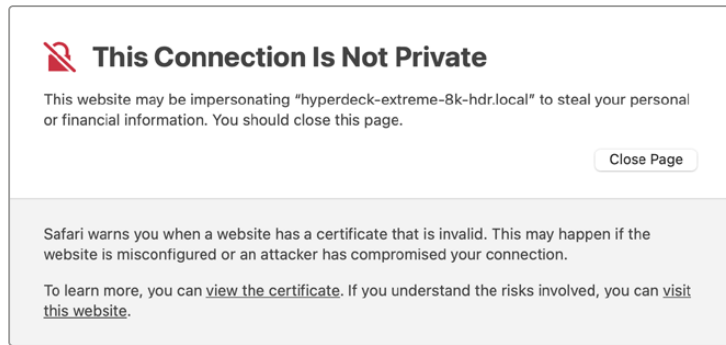 This Connection Is Not Private
This website may be impersonating “hyperdeck-extreme-8k-hdr.local” to steal your personal
or financial information. You should close this page.
Close Page
Safari warns you when a website has a certificate that is invalid. This may happen if the
website is misconfigured or an attacker has compromised your connection.
To learn more, you can view the certificate. If you understand the risks involved, you can visit
this website.